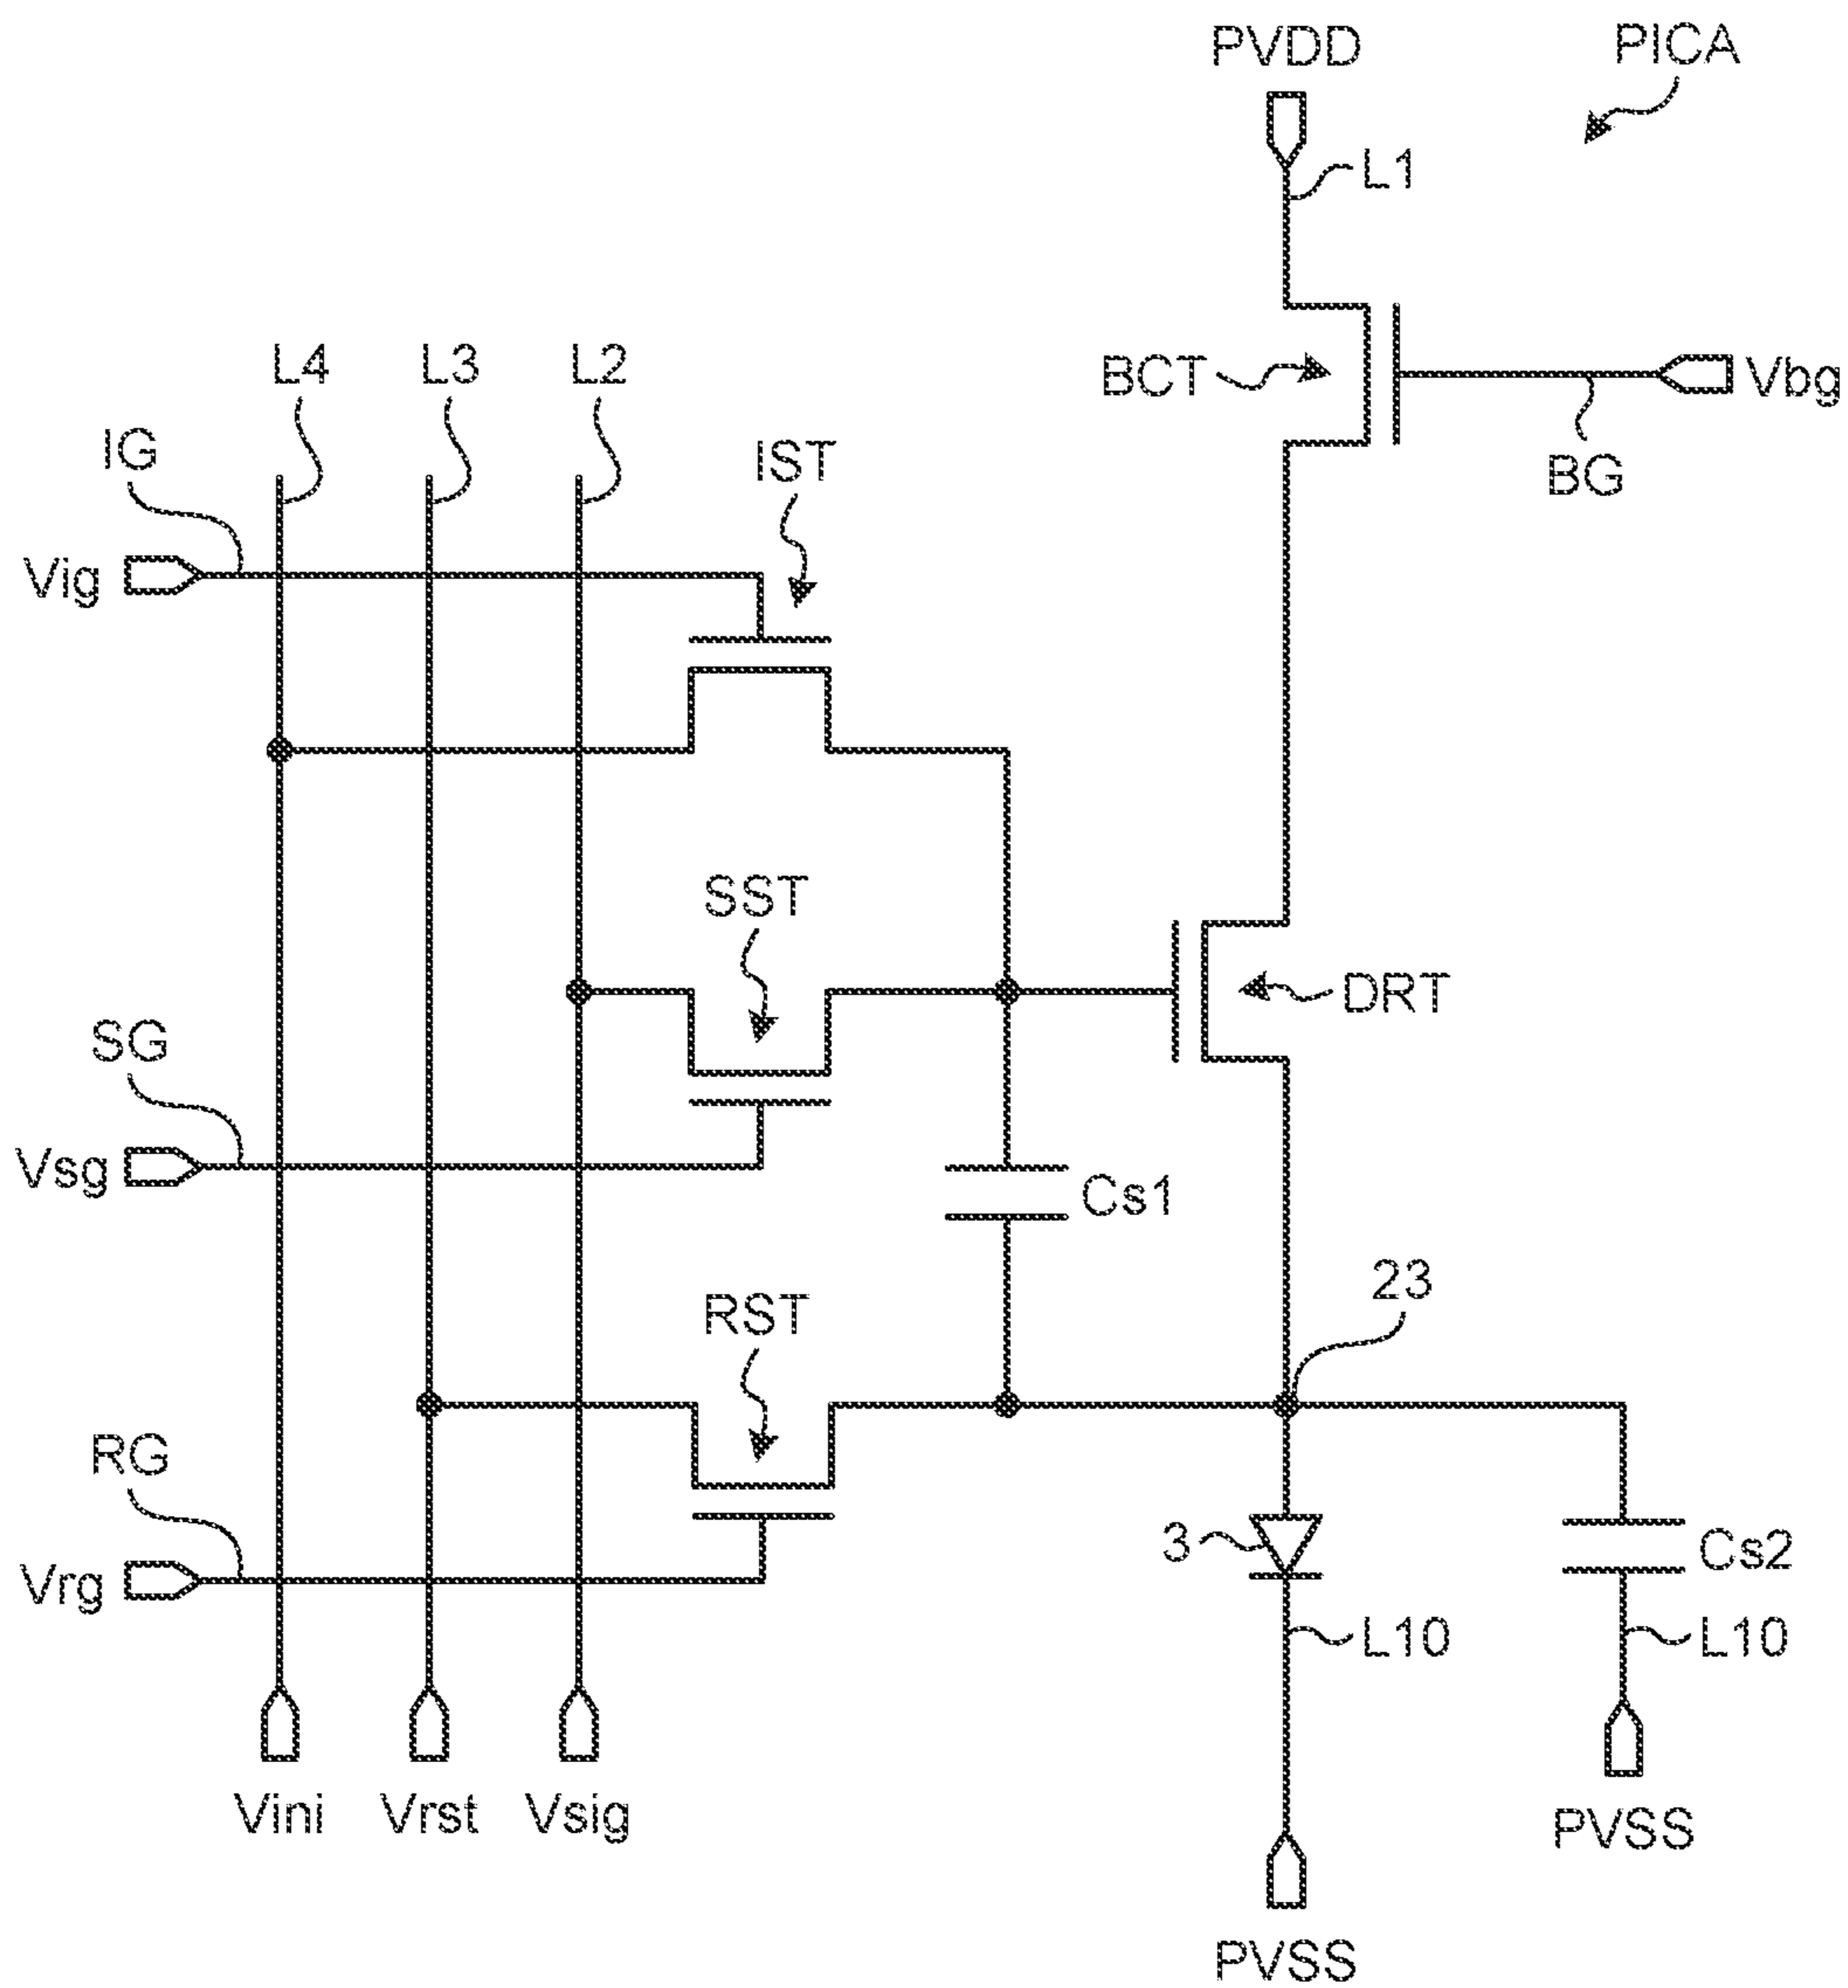 PVDD
PICA
L1
L4
L3
L2
BCT
Vbg
IG
IST
BG
Vig
SST
DRT
SG
Vsg
Cs1
23
RST
RG
3
Cs2
Vrg
L10
L10
Vini
Vrst
Vsig
PVSS
PVSS